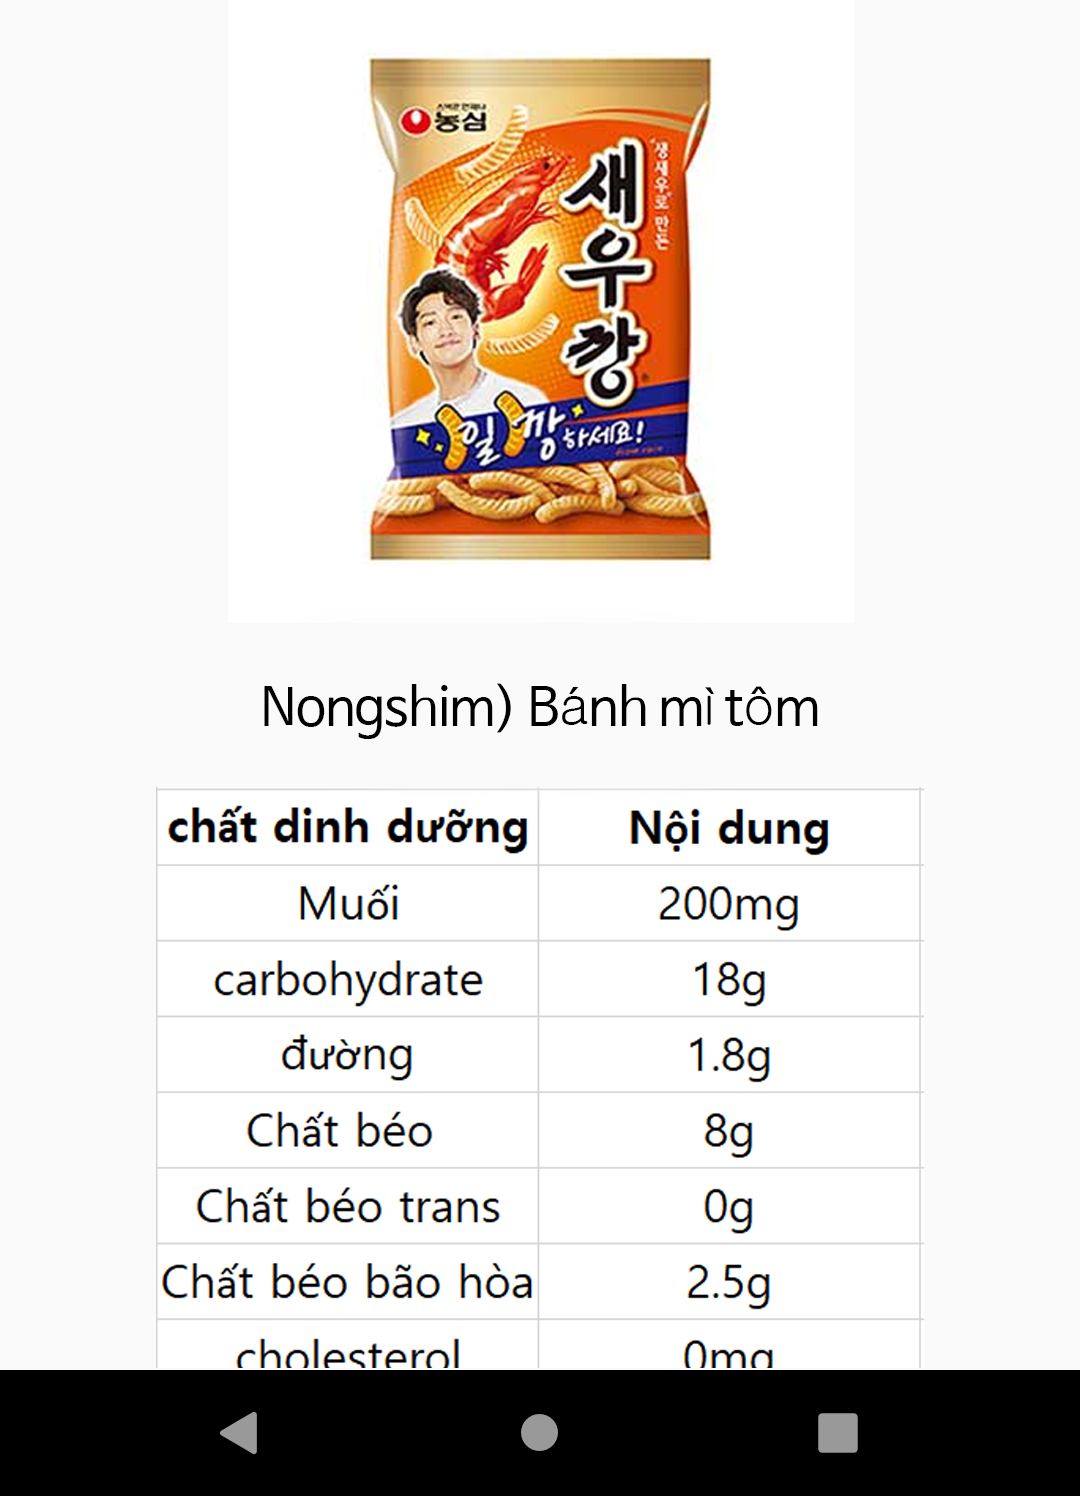 농심
새우깡
생새우로 만든
일깡하세요!
Nongshim) Bánh mì tôm
chất dinh dưỡng Nội dung
Muối 200mg
carbohydrate 18g
đường 1.8g
Chất béo 8g
Chất béo trans 0g
Chất béo bão hòa 2.5g
cholesterol 0mg